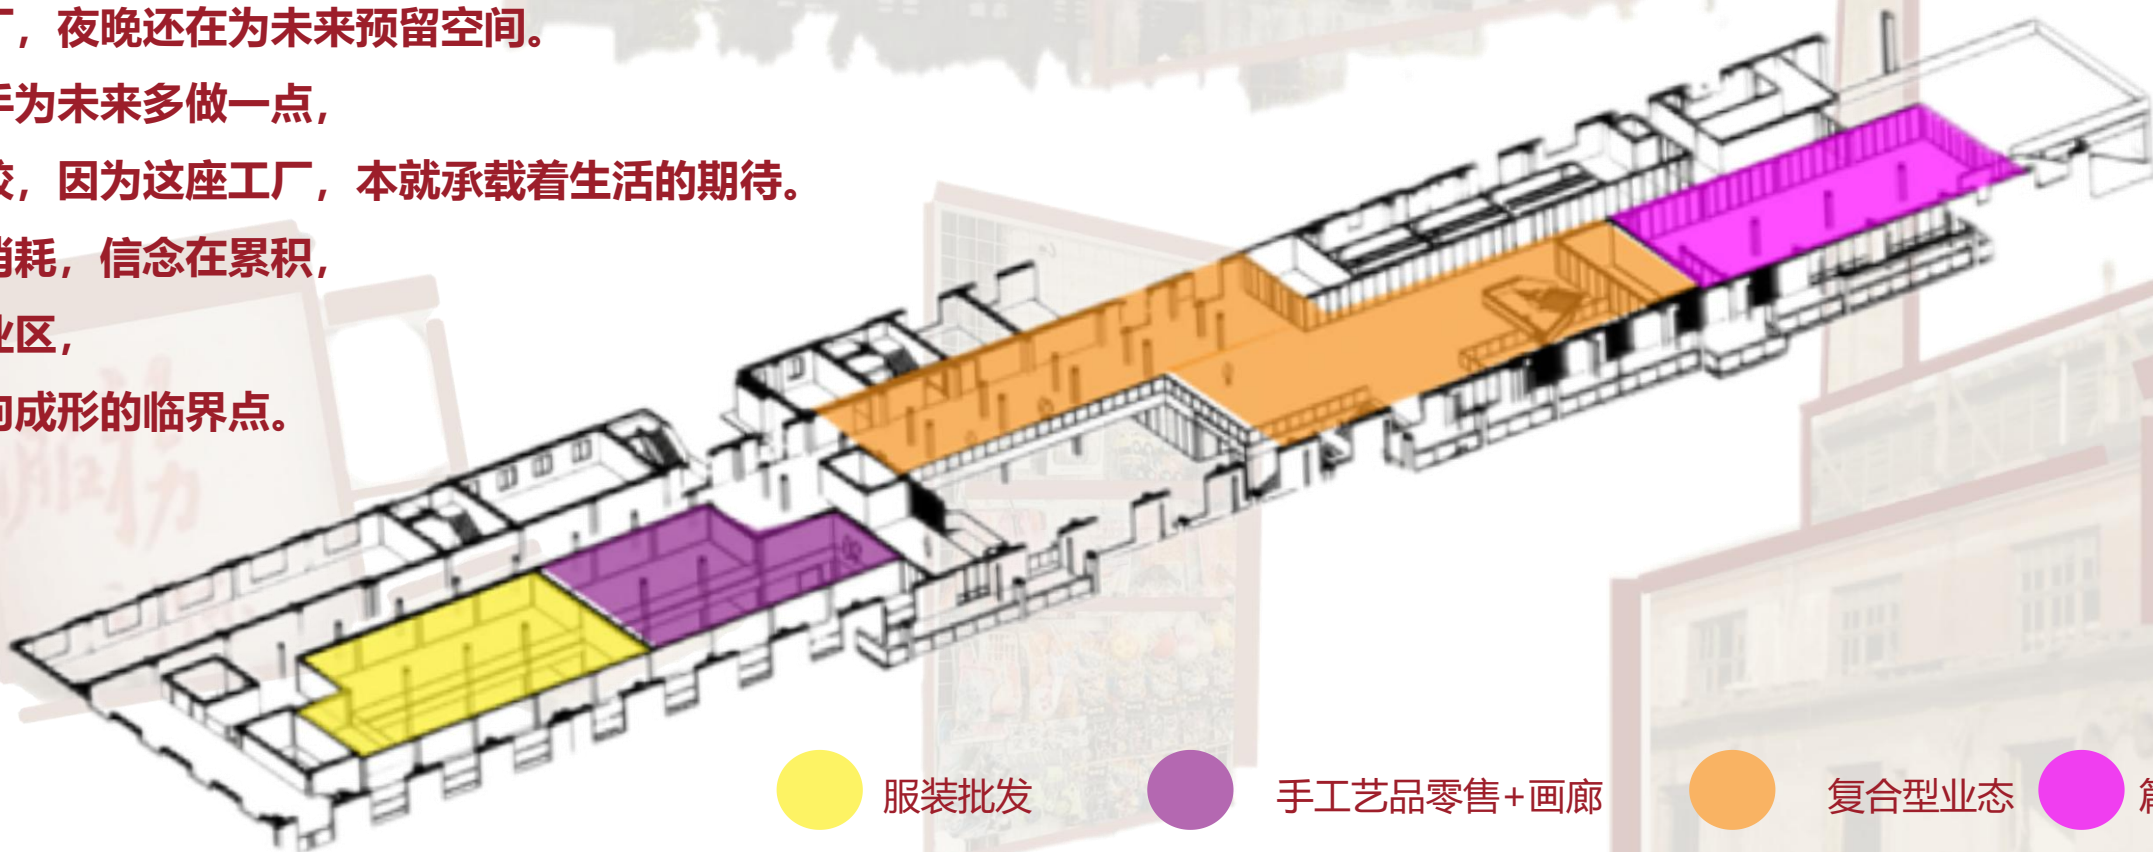 ，夜晚还在为未来预留空间。
为未来多做一点，
，因为这座工厂，本就承载着生活的期待。
消耗，信念在累积，
业区，
向成形的临界点。
服装批发
手工艺品零售+画廊
复合型业态